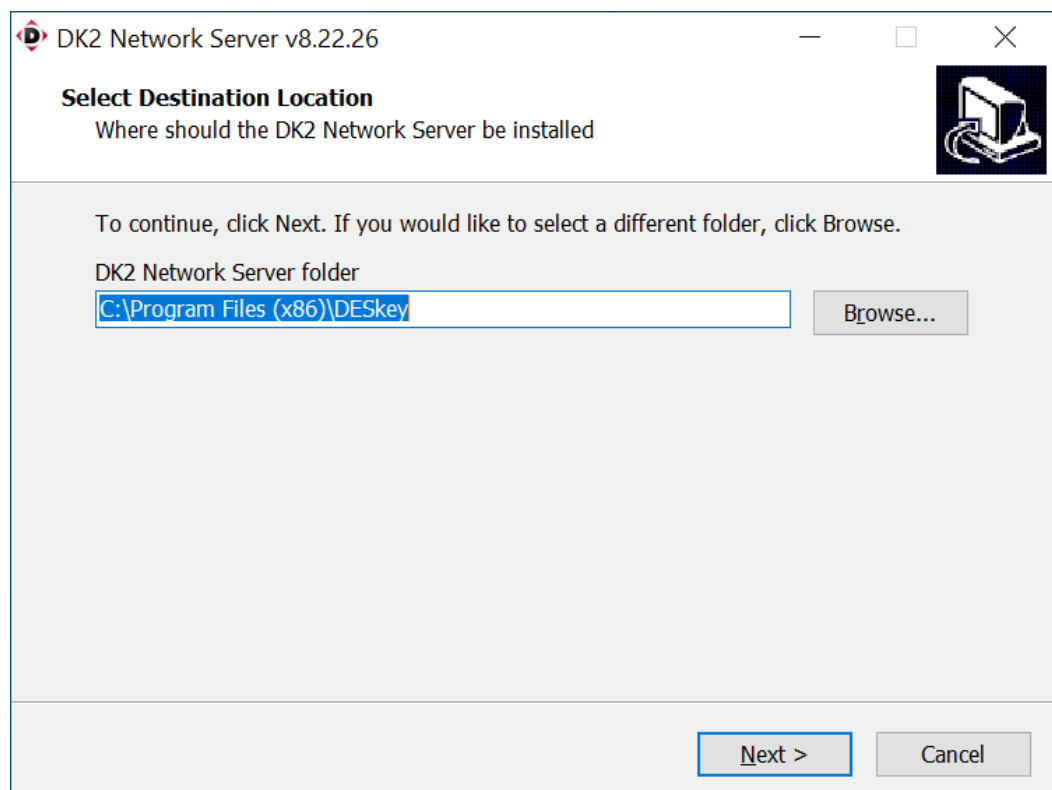 DK2 Network Server v8.22.26
Select Destination Location
Where should the DK2 Network Server be installed
To continue, click Next. If you would like to select a different folder, click Browse.
DK2 Network Server folder
C:\Program Files (x86)\DESkey
Browse...
Next >
Cancel